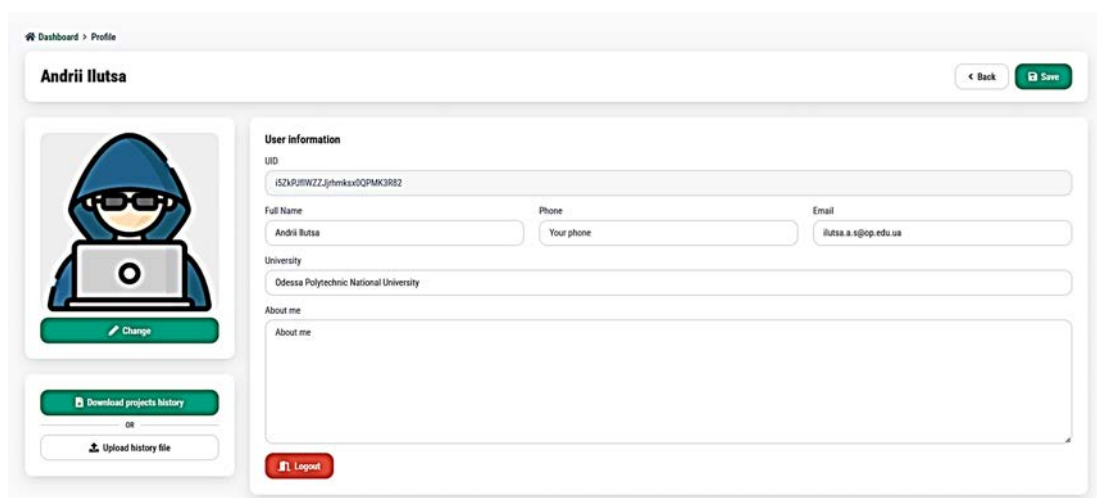 Dashboard > Profile
Andrii Ilutsa
< Back
Save
Change
Download projects history
OR
Upload history file
User information
UID
Full Name Phone Email
Andrii Ilutsa Your phone ilutsa.a.s@op.edu.ua
University
Odessa Polytechnic National University
About me
About me
Logout